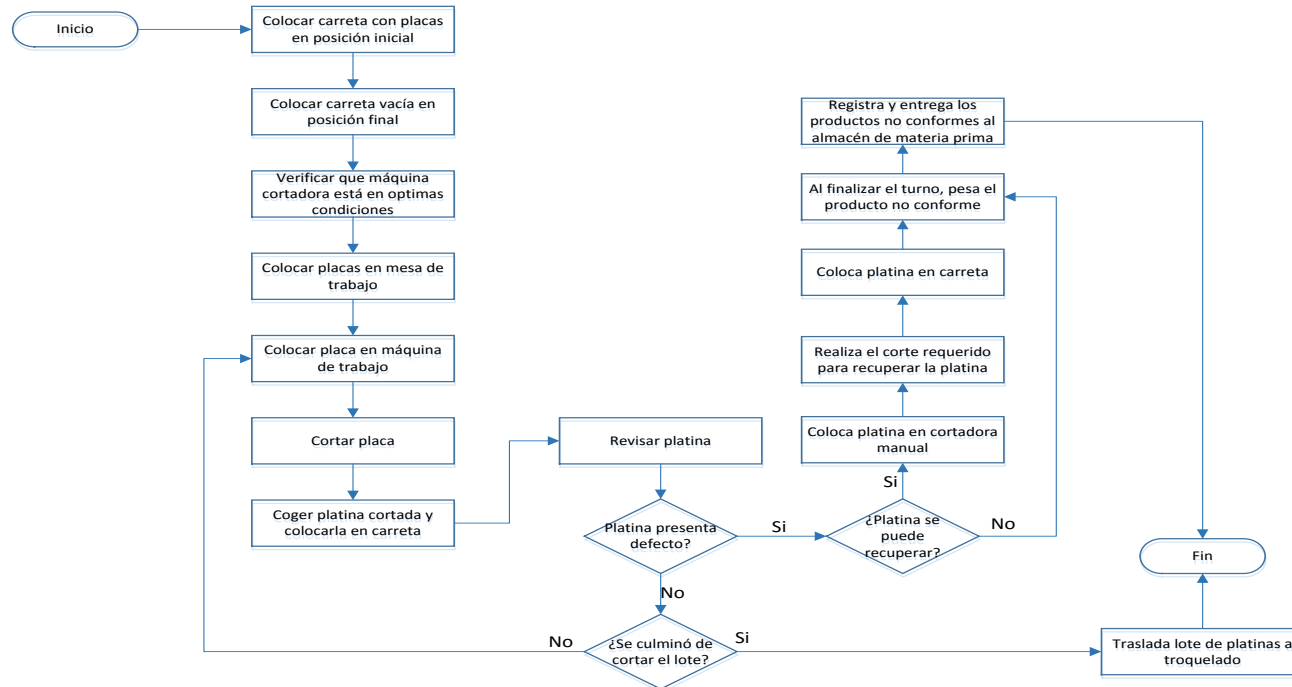 Inicio
Colocar carreta con placas
en posición inicial
Colocar carreta vacía en
posición final
Verificar que máquina
cortadora está en optimas
condiciones
Colocar placas en mesa de
trabajo
Colocar placa en máquina
de trabajo
Cortar placa
Coger platina cortada y
colocarla en carreta
Revisar platina
Platina presenta
defecto?
Si
No
¿Se culminó de
cortar el lote?
No
Si
¿Platina se
puede
recuperar?
Si
No
Coloca platina en cortadora
manual
Realiza el corte requerido
para recuperar la platina
Coloca platina en carreta
Al finalizar el turno, pesa el
producto no conforme
Registra y entrega los
productos no conformes al
almacén de materia prima
Traslada lote de platinas a
troquelado
Fin